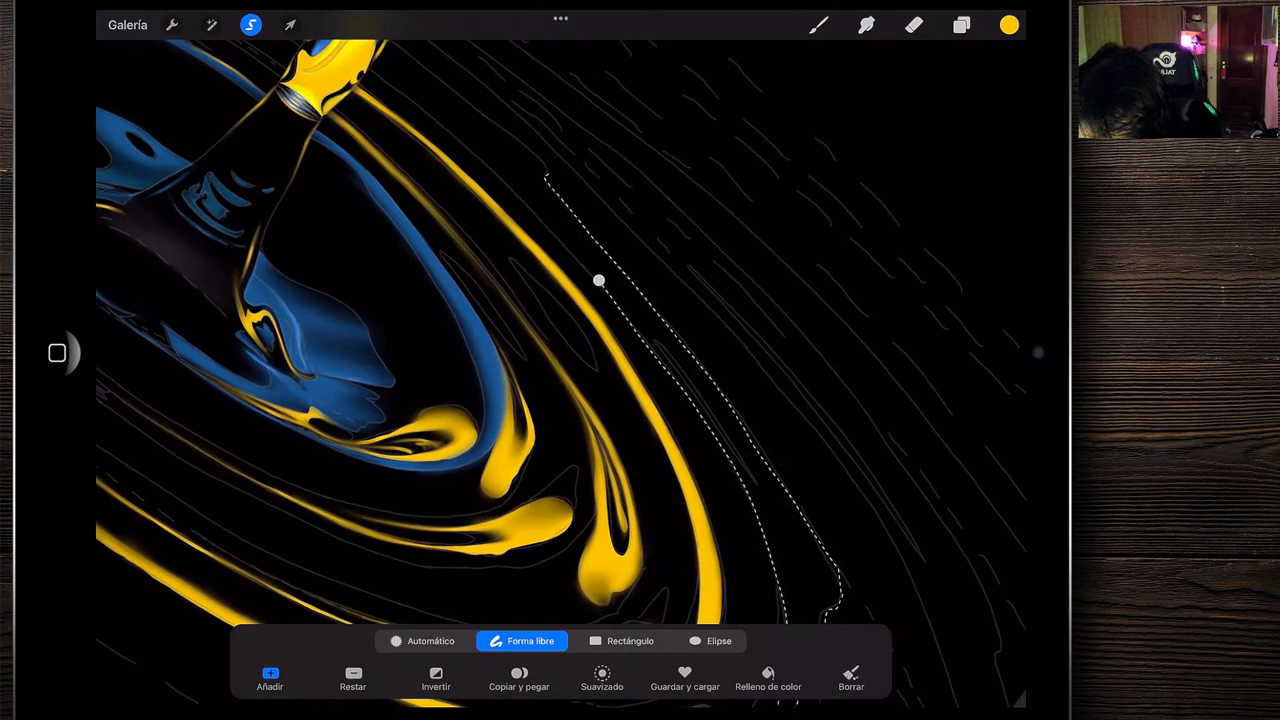 Galería
Automático
Forma libre
Rectángulo
Elipse
Añadir
Restar
Invertir
Copiar y pegar
Suavizado
Guardar y cargar
Relleno de color
Borrar